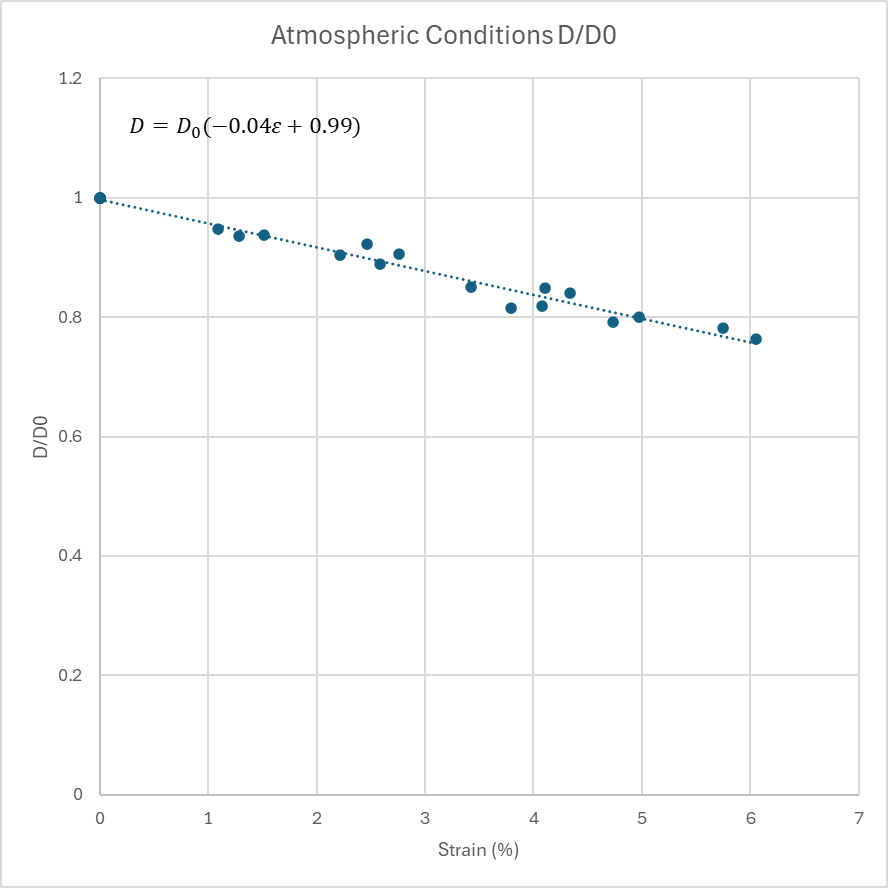 Atmospheric Conditions D/D0
1.2
D = D₀(−0.04ε + 0.99)
1
0.8
0.6
D/D0
0.4
0.2
0
0 1 2 3 4 5 6 7
Strain (%)